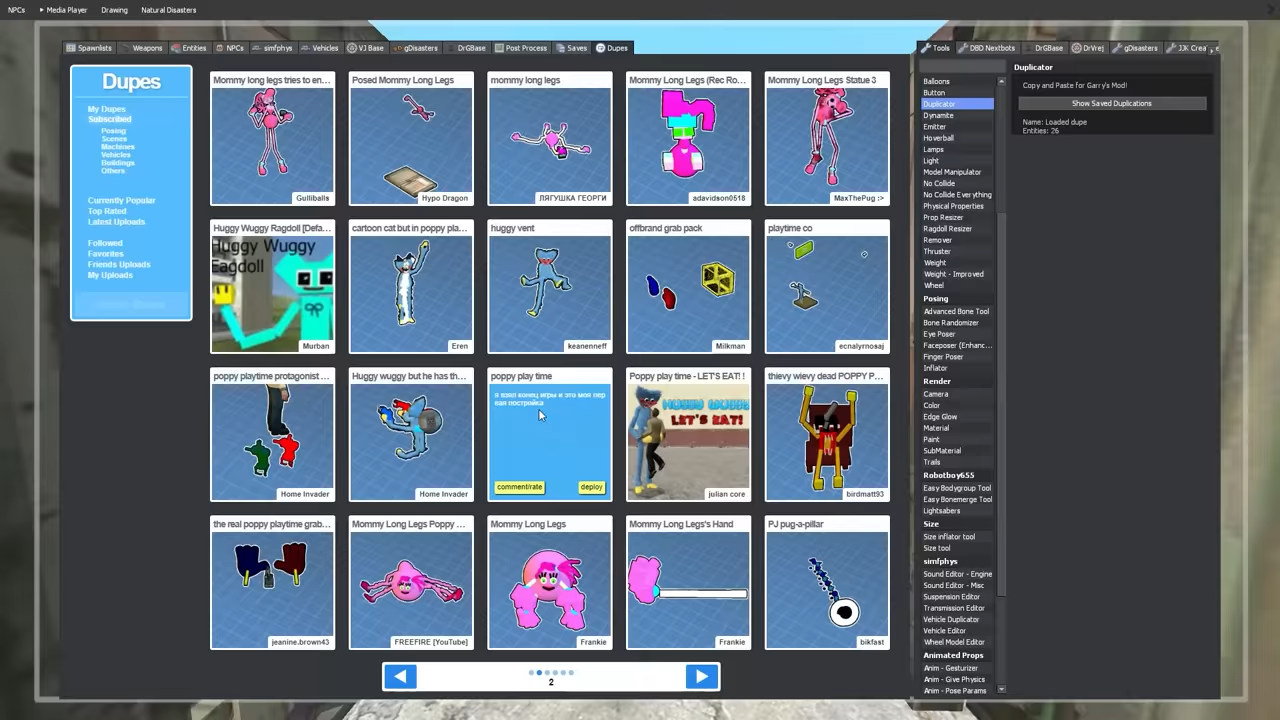 NPCs
Media Player
Drawing
Natural Disasters
Spawnlists
Weapons
Entities
NPCs
simfphys
Vehicles
VJ Base
gDisasters
DrGBase
Post Process
Saves
Dupes
Tools
DBD Nextbots
DrGBase
DrVrej
gDisasters
JJK Crea
Dupes
My Dupes
Subscribed
Posing
Scenes
Machines
Vehicles
Buildings
Others
Currently Popular
Top Rated
Latest Uploads
Followed
Favorites
Friends Uploads
My Uploads
Mommy long legs tries to en...
Gulliballs
Posed Mommy Long Legs
Hypo Dragon
mommy long legs
ЛЯГУШКА ГЕОРГИ
Mommy Long Legs (Rec Ro...
adavidson0518
Mommy Long Legs Statue 3
MaxThePug :>
Huggy Wuggy Ragdoll [Defa...
Huggy Wuggy
Eagdoll
Murban
cartoon cat but in poppy pla...
Eren
huggy vent
keanenneff
offbrand grab pack
Milkman
playtime co
ecnalyrnosaj
poppy playtime protagonist ...
Home Invader
Huggy wuggy but he has th...
Home Invader
poppy play time
я взял конец игры и это моя пер
вая постройка
comment/rate
deploy
Poppy play time - LET'S EAT! !
HUGGY WUGGY
LET'S EAT!
julian core
thievy wievy dead POPPY P...
birdmatt93
the real poppy playtime grab...
jeanine.brown43
Mommy Long Legs Poppy ...
FREEFIRE [YouTube]
Mommy Long Legs
Frankie
Mommy Long Legs's Hand
Frankie
PJ pug-a-pillar
bikfast
2
Balloons
Button
Duplicator
Dynamite
Emitter
Hoverball
Lamps
Light
Model Manipulator
No Collide
No Collide Everything
Physical Properties
Prop Resizer
Ragdoll Resizer
Remover
Thruster
Weight
Weight - Improved
Wheel
Posing
Advanced Bone Tool
Bone Randomizer
Eye Poser
Faceposer (Enhanc...
Finger Poser
Inflator
Render
Camera
Color
Edge Glow
Material
Paint
SubMaterial
Trails
Robotboy655
Easy Bodygroup Tool
Easy Bonemerge Tool
Lightsabers
Size
Size inflator tool
Size tool
simfphys
Sound Editor - Engine
Sound Editor - Misc
Suspension Editor
Transmission Editor
Vehicle Duplicator
Vehicle Editor
Wheel Model Editor
Animated Props
Anim - Gesturizer
Anim - Give Physics
Anim - Pose Params
Duplicator
Copy and Paste for Garry's Mod!
Show Saved Duplications
Name: Loaded dupe
Entities: 26